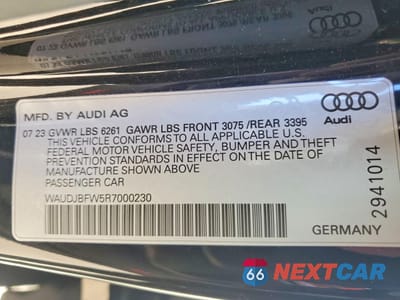 MFD. BY AUDI AG
07 23 GVWR LBS 6261 GAWR LBS FRONT 3075 /REAR 3395
THIS VEHICLE CONFORMS TO ALL APPLICABLE U.S.
FEDERAL MOTOR VEHICLE SAFETY, BUMPER AND THEFT
PREVENTION STANDARDS IN EFFECT ON THE DATE OF
MANUFACTURE SHOWN ABOVE.
PASSENGER CAR
WAUDJBFW5R7000230
Audi
2941014
GERMANY
66 NEXTCAR